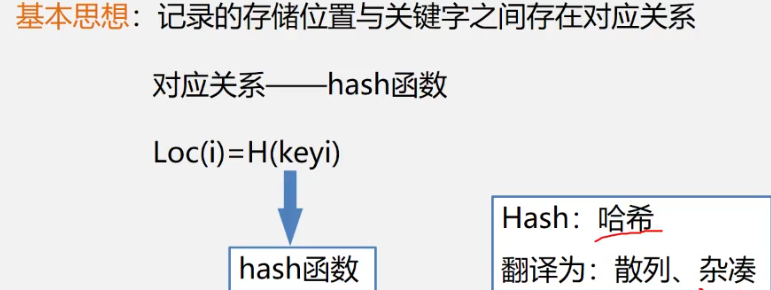 基本思想：记录的存储位置与关键字之间存在对应关系
对应关系——hash函数
Loc(i)=H(keyi)
hash函数
Hash：哈希
翻译为：散列、杂凑